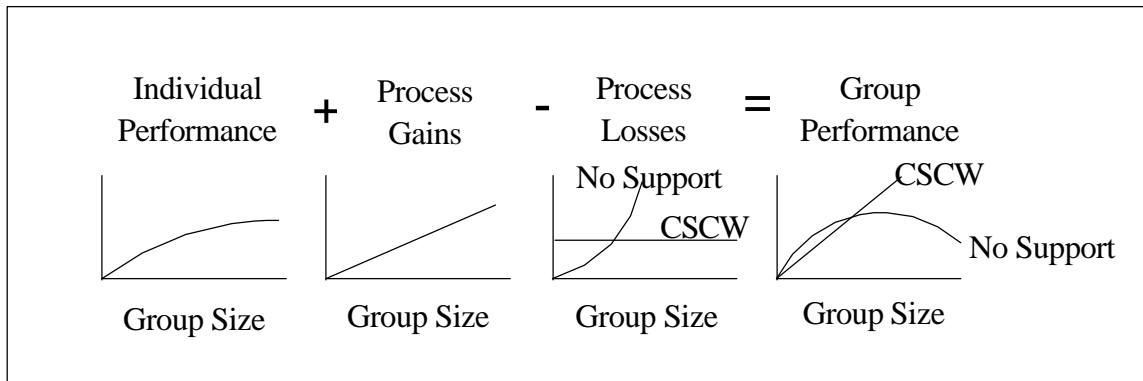 Individual
Performance
+
Process
Gains
-
Process
Losses
=
Group
Performance
No Support
CSCW
CSCW
No Support
Group Size
Group Size
Group Size
Group Size